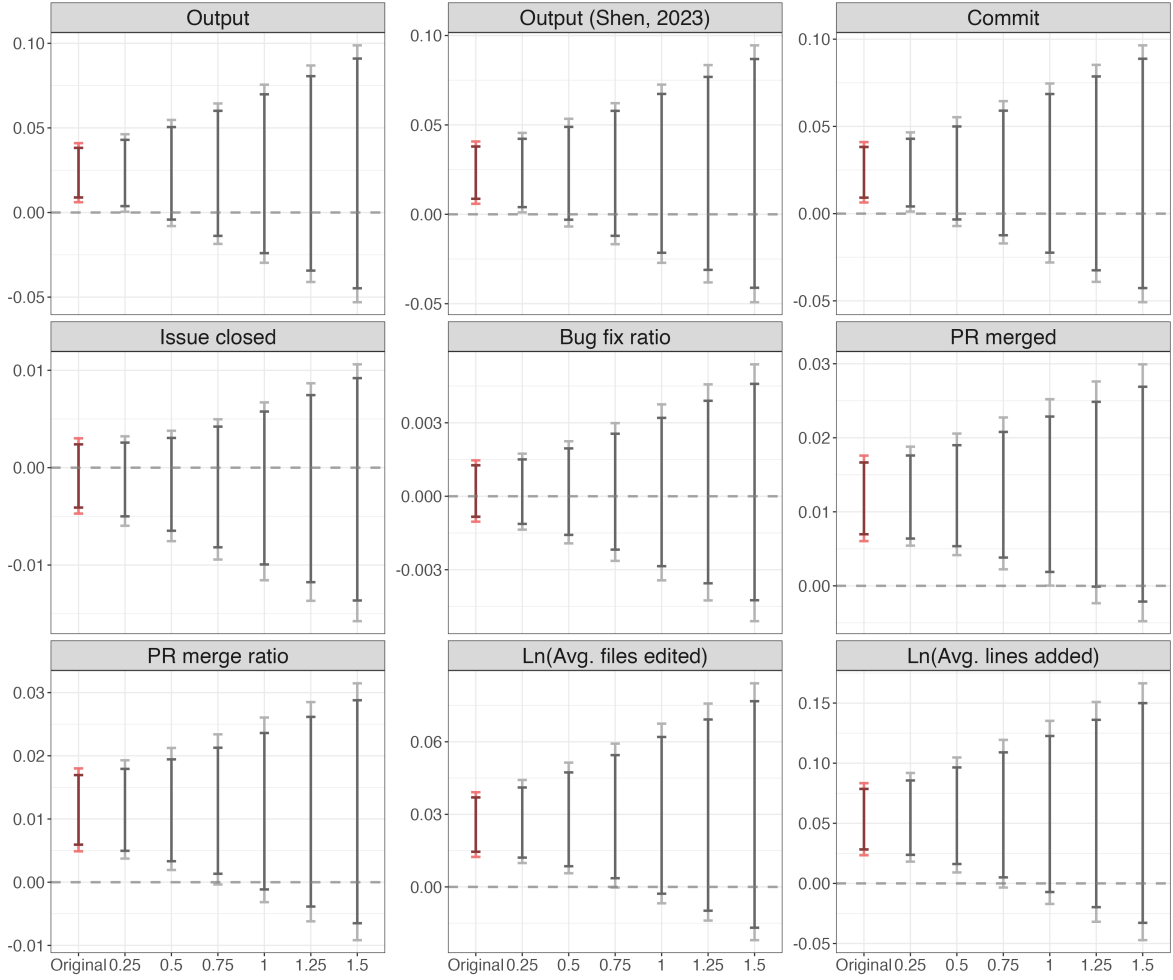 Output
Output (Shen, 2023)
Commit
0.10
0.05
0.00
-0.05
0.10
0.05
0.00
-0.05
0.10
0.05
0.00
-0.05
Issue closed
Bug fix ratio
PR merged
0.01
0.00
-0.01
0.003
0.000
-0.003
0.03
0.02
0.01
0.00
PR merge ratio
Ln(Avg. files edited)
Ln(Avg. lines added)
0.03
0.02
0.01
0.00
-0.01
0.06
0.03
0.00
0.15
0.10
0.05
0.00
-0.05
Original 0.25 0.5 0.75 1 1.25 1.5
Original 0.25 0.5 0.75 1 1.25 1.5
Original 0.25 0.5 0.75 1 1.25 1.5